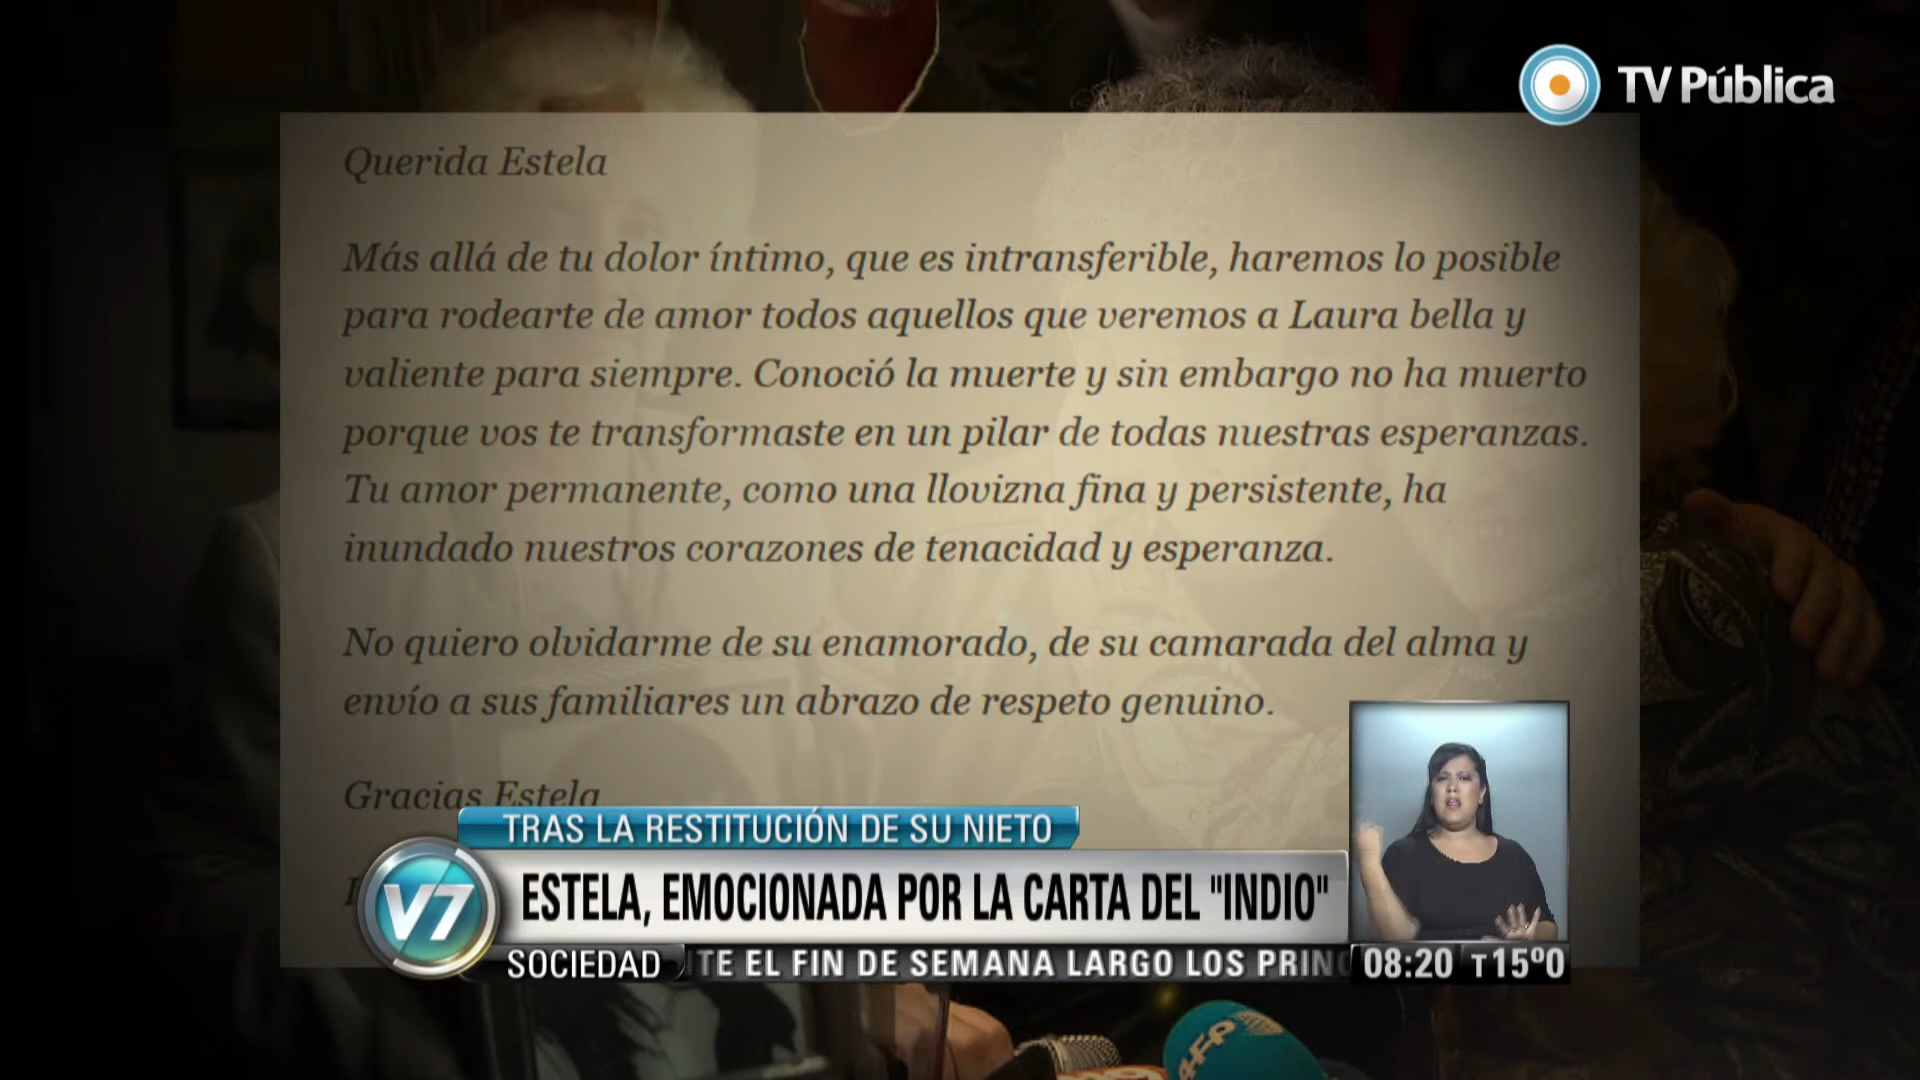 TV Pública
Querida Estela
Más allá de tu dolor íntimo, que es intransferible, haremos lo posible
para rodearte de amor todos aquellos que veremos a Laura bella y
valiente para siempre. Conoció la muerte y sin embargo no ha muerto
porque vos te transformaste en un pilar de todas nuestras esperanzas.
Tu amor permanente, como una llovizna fina y persistente, ha
inundado nuestros corazones de tenacidad y esperanza.
No quiero olvidarme de su enamorado, de su camarada del alma y
envío a sus familiares un abrazo de respeto genuino.
Gracias Estela
TRAS LA RESTITUCIÓN DE SU NIETO
V7
ESTELA, EMOCIONADA POR LA CARTA DEL "INDIO"
SOCIEDAD
TE EL FIN DE SEMANA LARGO LOS PRINC
08:20 T15º0
AFP